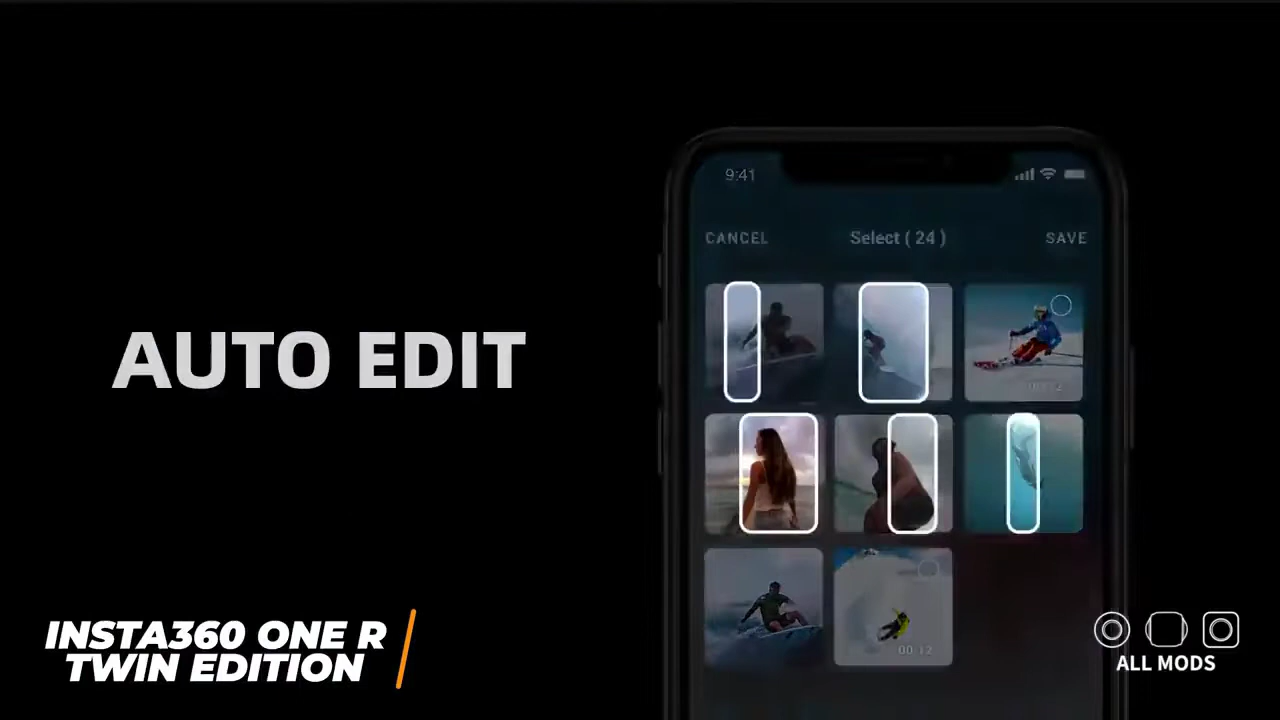 9:41
CANCEL Select ( 24 ) SAVE
AUTO EDIT
00:12
INSTA360 ONE R
TWIN EDITION
ALL MODS